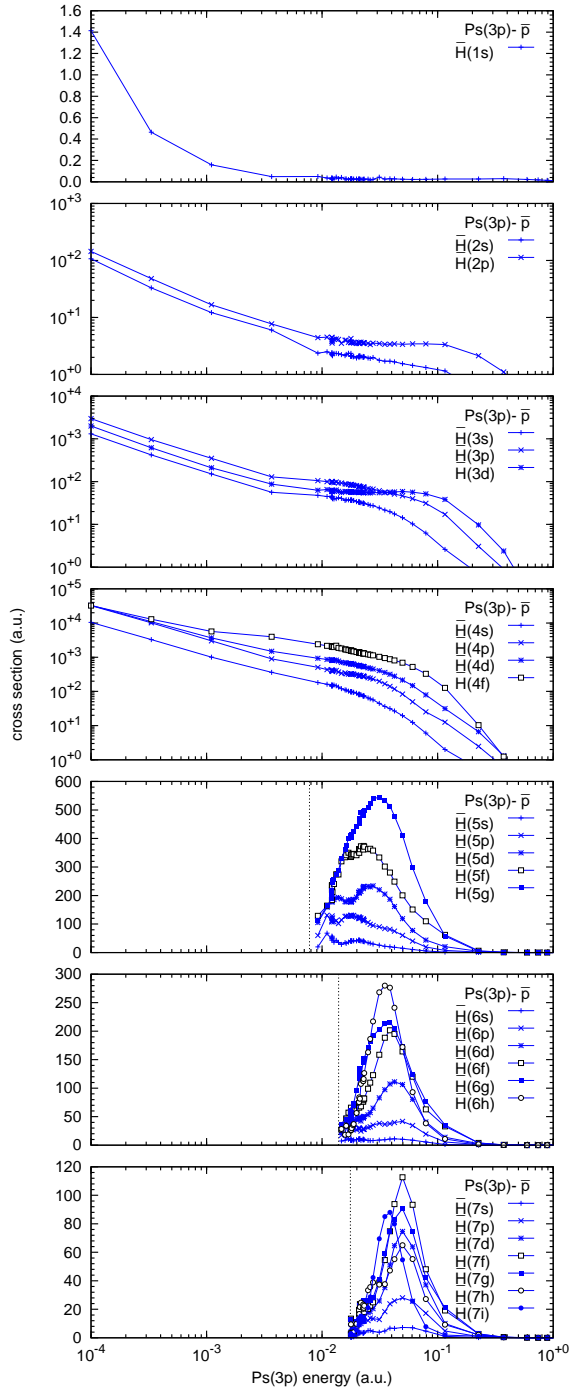 1.6
1.4
1.2
1.0
0.8
0.6
0.4
0.2
0.0
Ps(3p)- p̄
H̄(1s)
10⁺³
10⁺²
10⁺¹
10⁺⁰
Ps(3p)- p̄
H̄(2s)
H̄(2p)
10⁺⁴
10⁺³
10⁺²
10⁺¹
10⁺⁰
Ps(3p)- p̄
H̄(3s)
H̄(3p)
H̄(3d)
cross section (a.u.)
10⁺⁵
10⁺⁴
10⁺³
10⁺²
10⁺¹
10⁺⁰
Ps(3p)- p̄
H̄(4s)
H̄(4p)
H̄(4d)
H̄(4f)
600
500
400
300
200
100
0
Ps(3p)- p̄
H̄(5s)
H̄(5p)
H̄(5d)
H̄(5f)
H̄(5g)
300
250
200
150
100
50
0
Ps(3p)- p̄
H̄(6s)
H̄(6p)
H̄(6d)
H̄(6f)
H̄(6g)
H̄(6h)
120
100
80
60
40
20
0
Ps(3p)- p̄
H̄(7s)
H̄(7p)
H̄(7d)
H̄(7f)
H̄(7g)
H̄(7h)
H̄(7i)
10⁻⁴ 10⁻³ 10⁻² 10⁻¹ 10⁺⁰
Ps(3p) energy (a.u.)